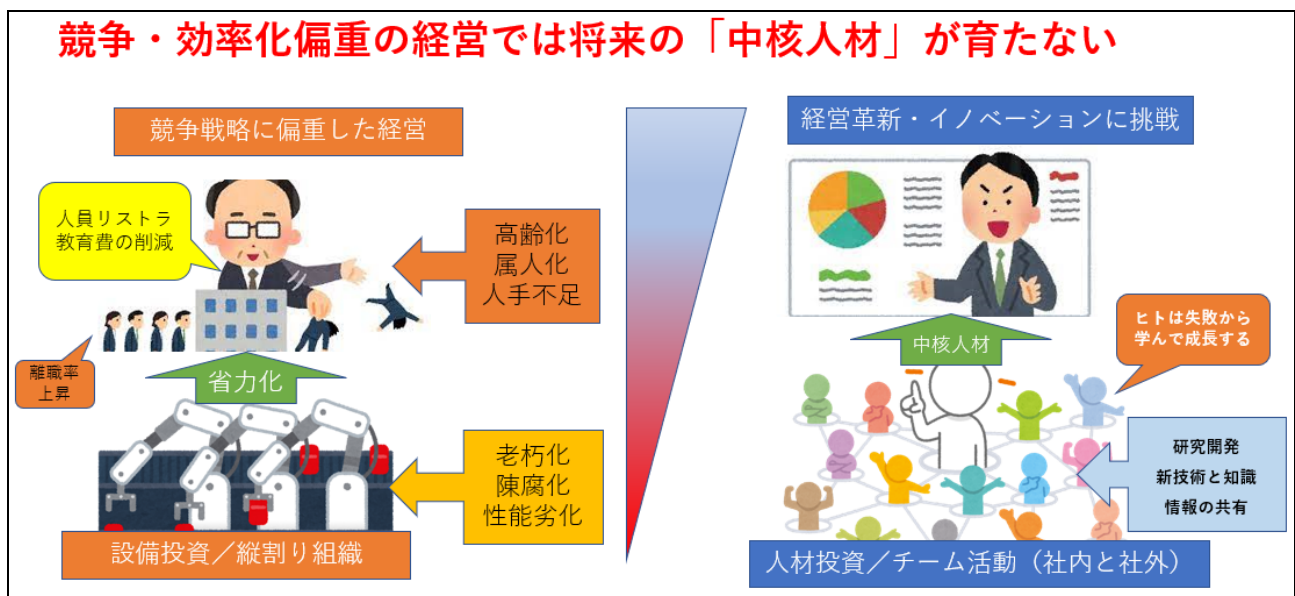 競争・効率化偏重の経営では将来の「中核人材」が育たない
競争戦略に偏重した経営
人員リストラ
教育費の削減
高齢化
属人化
人手不足
離職率
上昇
省力化
老朽化
陳腐化
性能劣化
設備投資／縦割り組織
経営革新・イノベーションに挑戦
中核人材
ヒトは失敗から
学んで成長する
研究開発
新技術と知識
情報の共有
人材投資／チーム活動（社内と社外）